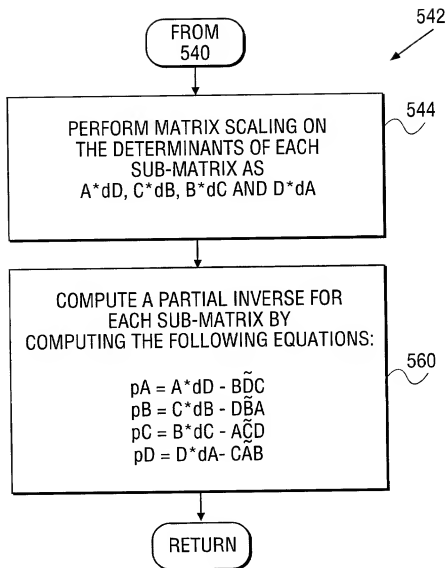 FROM
540
542
PERFORM MATRIX SCALING ON
THE DETERMINANTS OF EACH
SUB-MATRIX AS
A*dD, C*dB, B*dC AND D*dA
544
COMPUTE A PARTIAL INVERSE FOR
EACH SUB-MATRIX BY
COMPUTING THE FOLLOWING EQUATIONS:
pA = A*dD - BD̃C
pB = C*dB - DB̃A
pC = B*dC - AC̃D
pD = D*dA- CÃB
560
RETURN